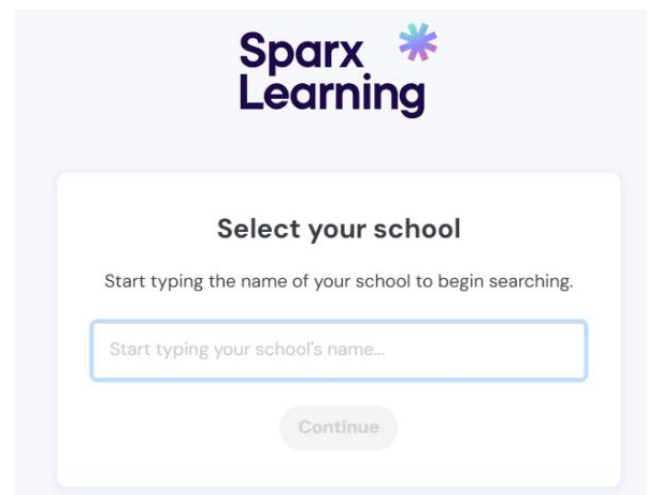 Sparx
Learning
Select your school
Start typing the name of your school to begin searching.
Start typing your school's name...
Continue